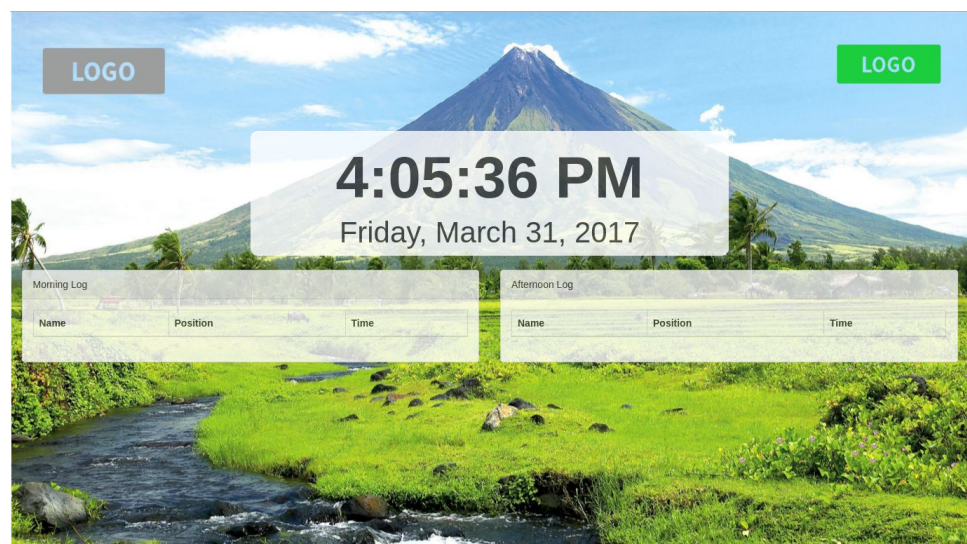 LOGO
LOGO
4:05:36 PM
Friday, March 31, 2017
Morning Log
Name Position Time
Afternoon Log
Name Position Time